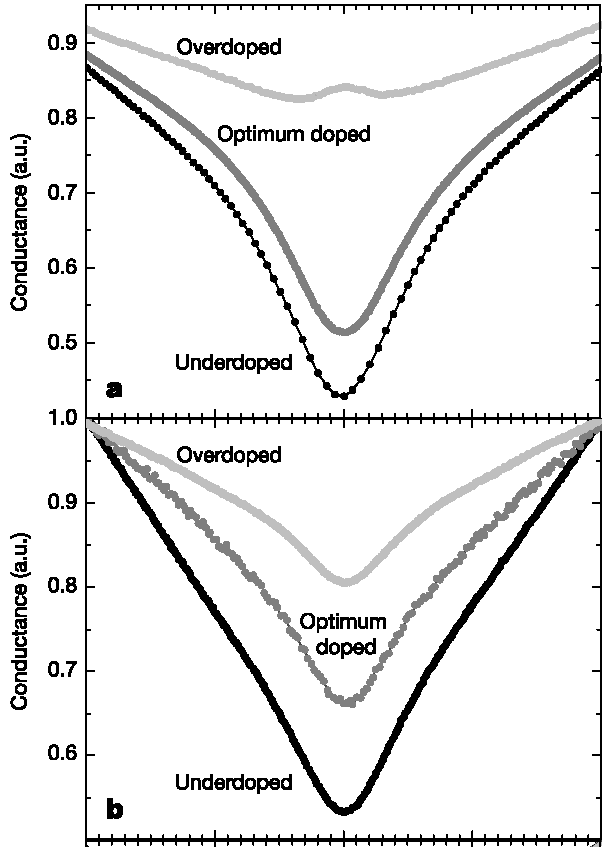 0.9
Overdoped
0.8
Optimum doped
Conductance (a.u.)
0.7
0.6
0.5
Underdoped
a
1.0
Overdoped
0.9
Conductance (a.u.)
0.8
Optimum
doped
0.7
0.6
Underdoped
b